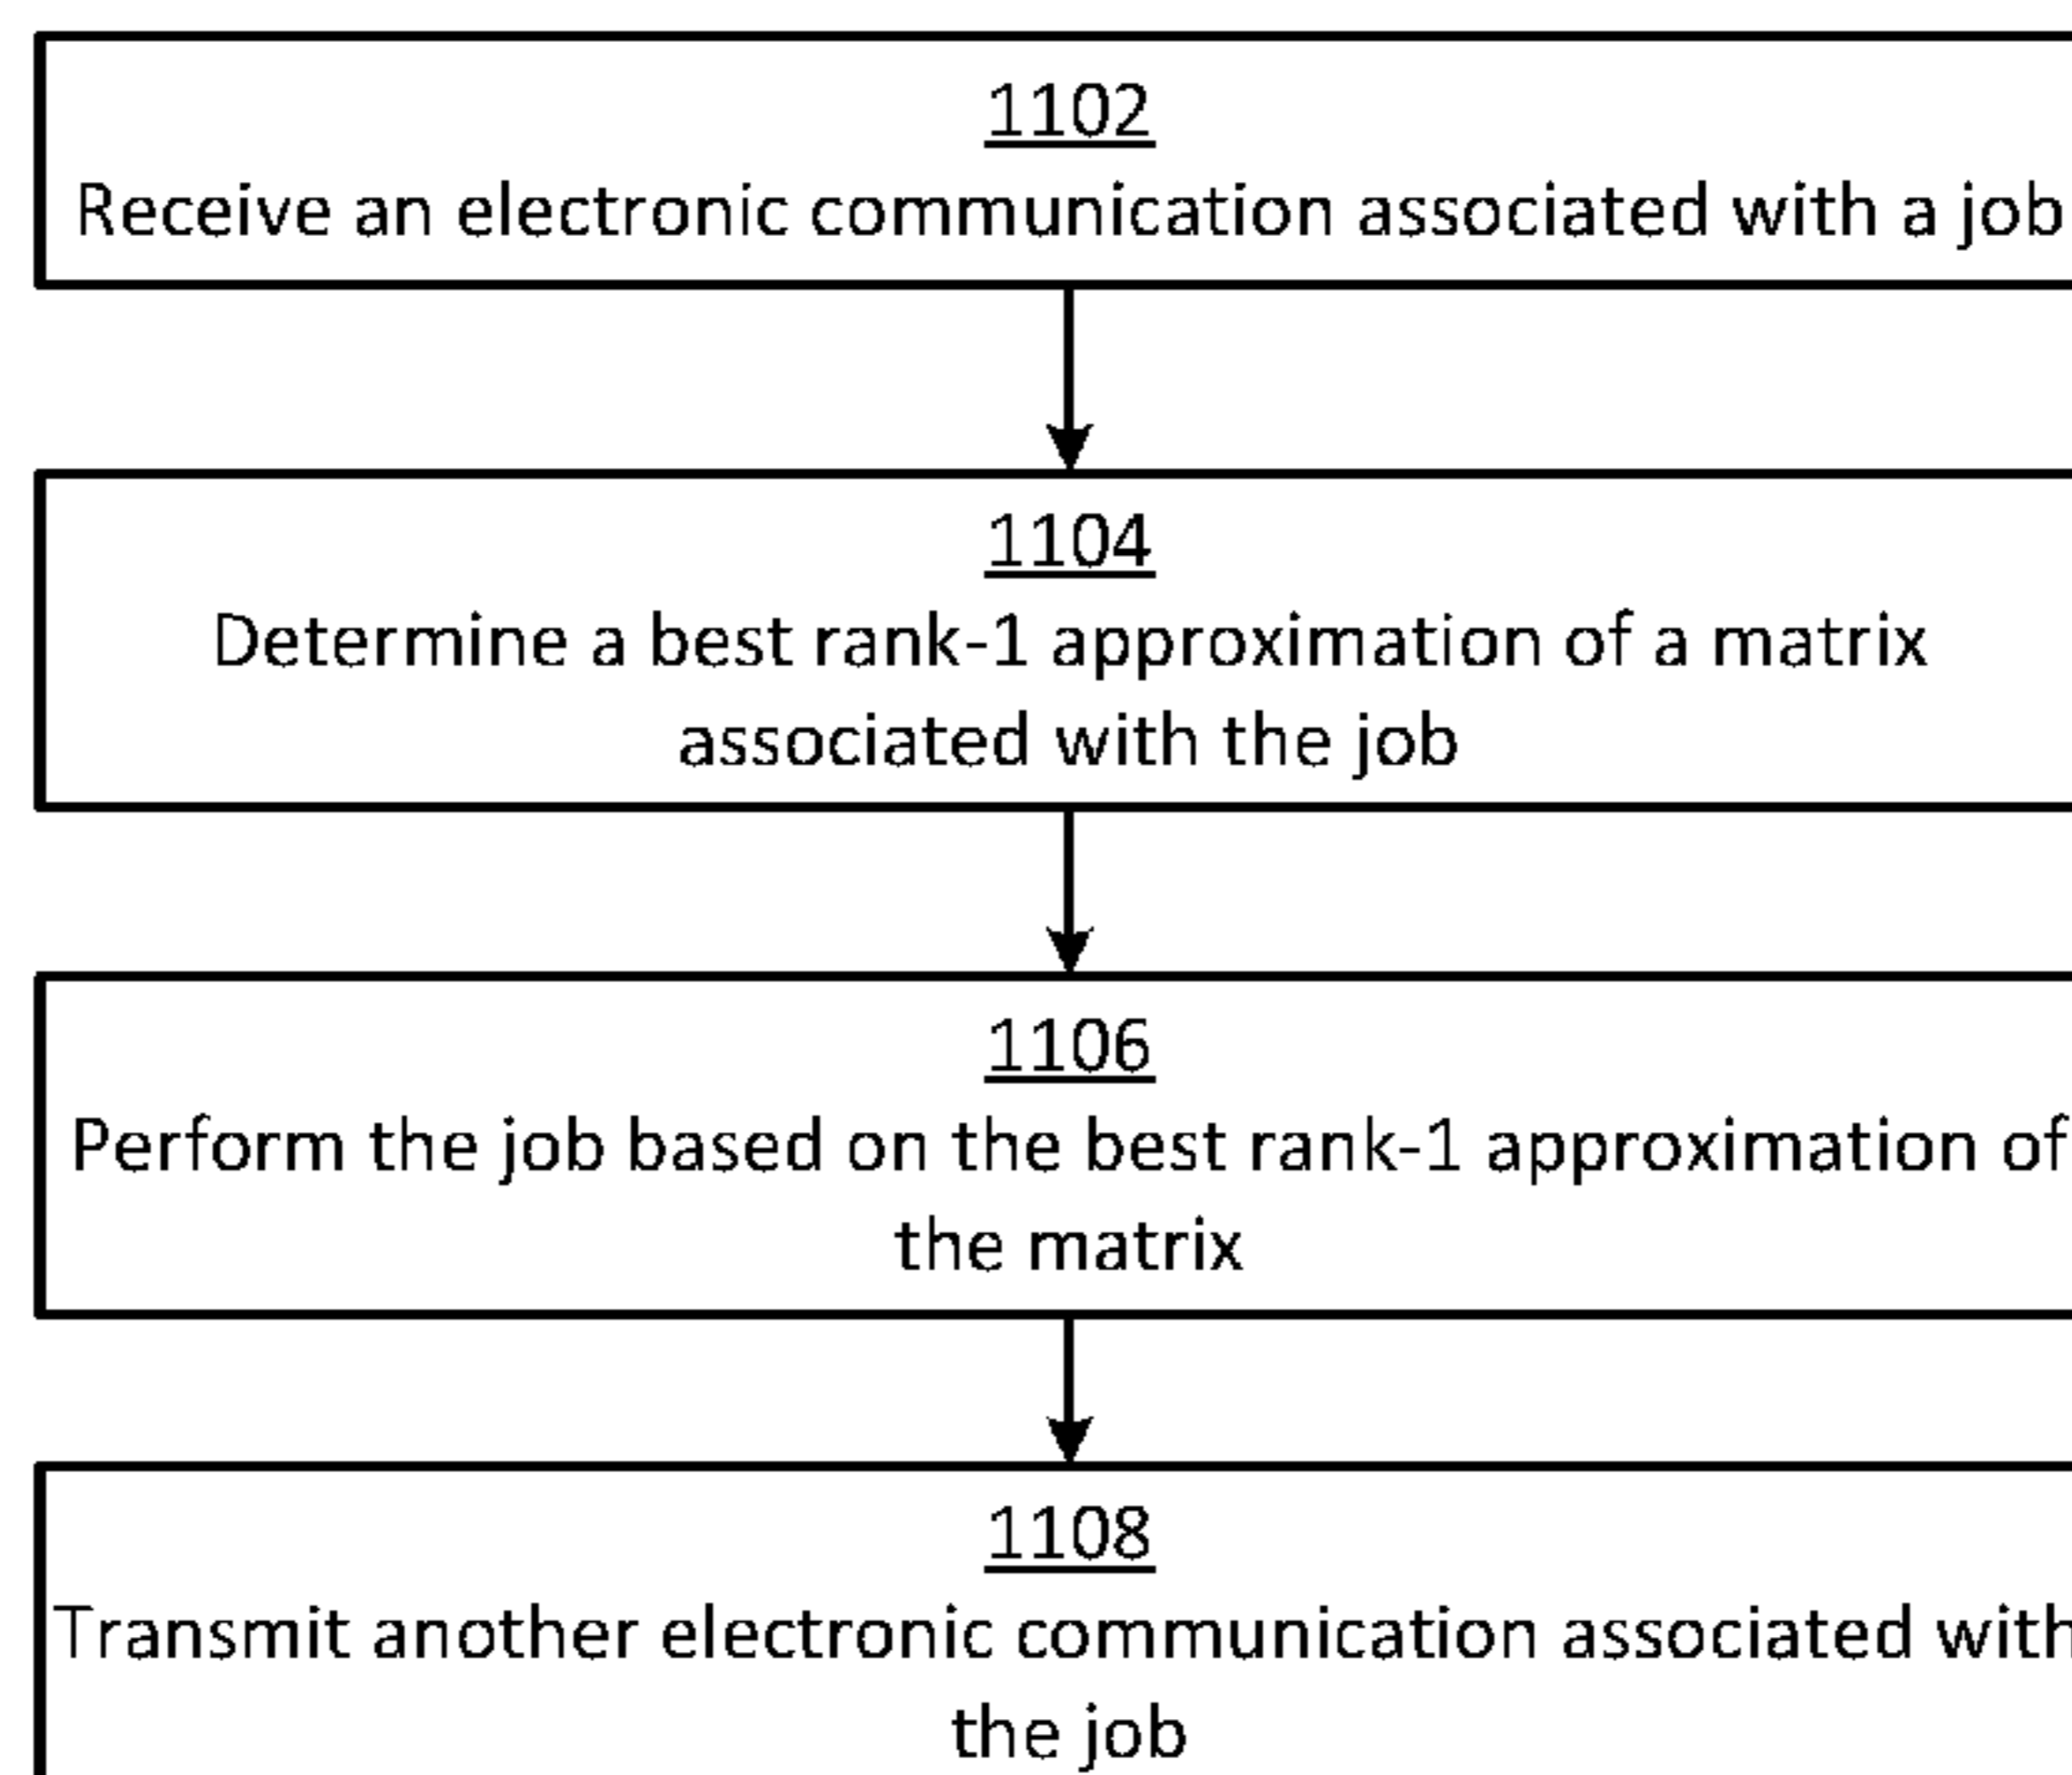 1102
Receive an electronic communication associated with a job
1104
Determine a best rank-1 approximation of a matrix
associated with the job
1106
Perform the job based on the best rank-1 approximation of
the matrix
1108
Transmit another electronic communication associated with
the job